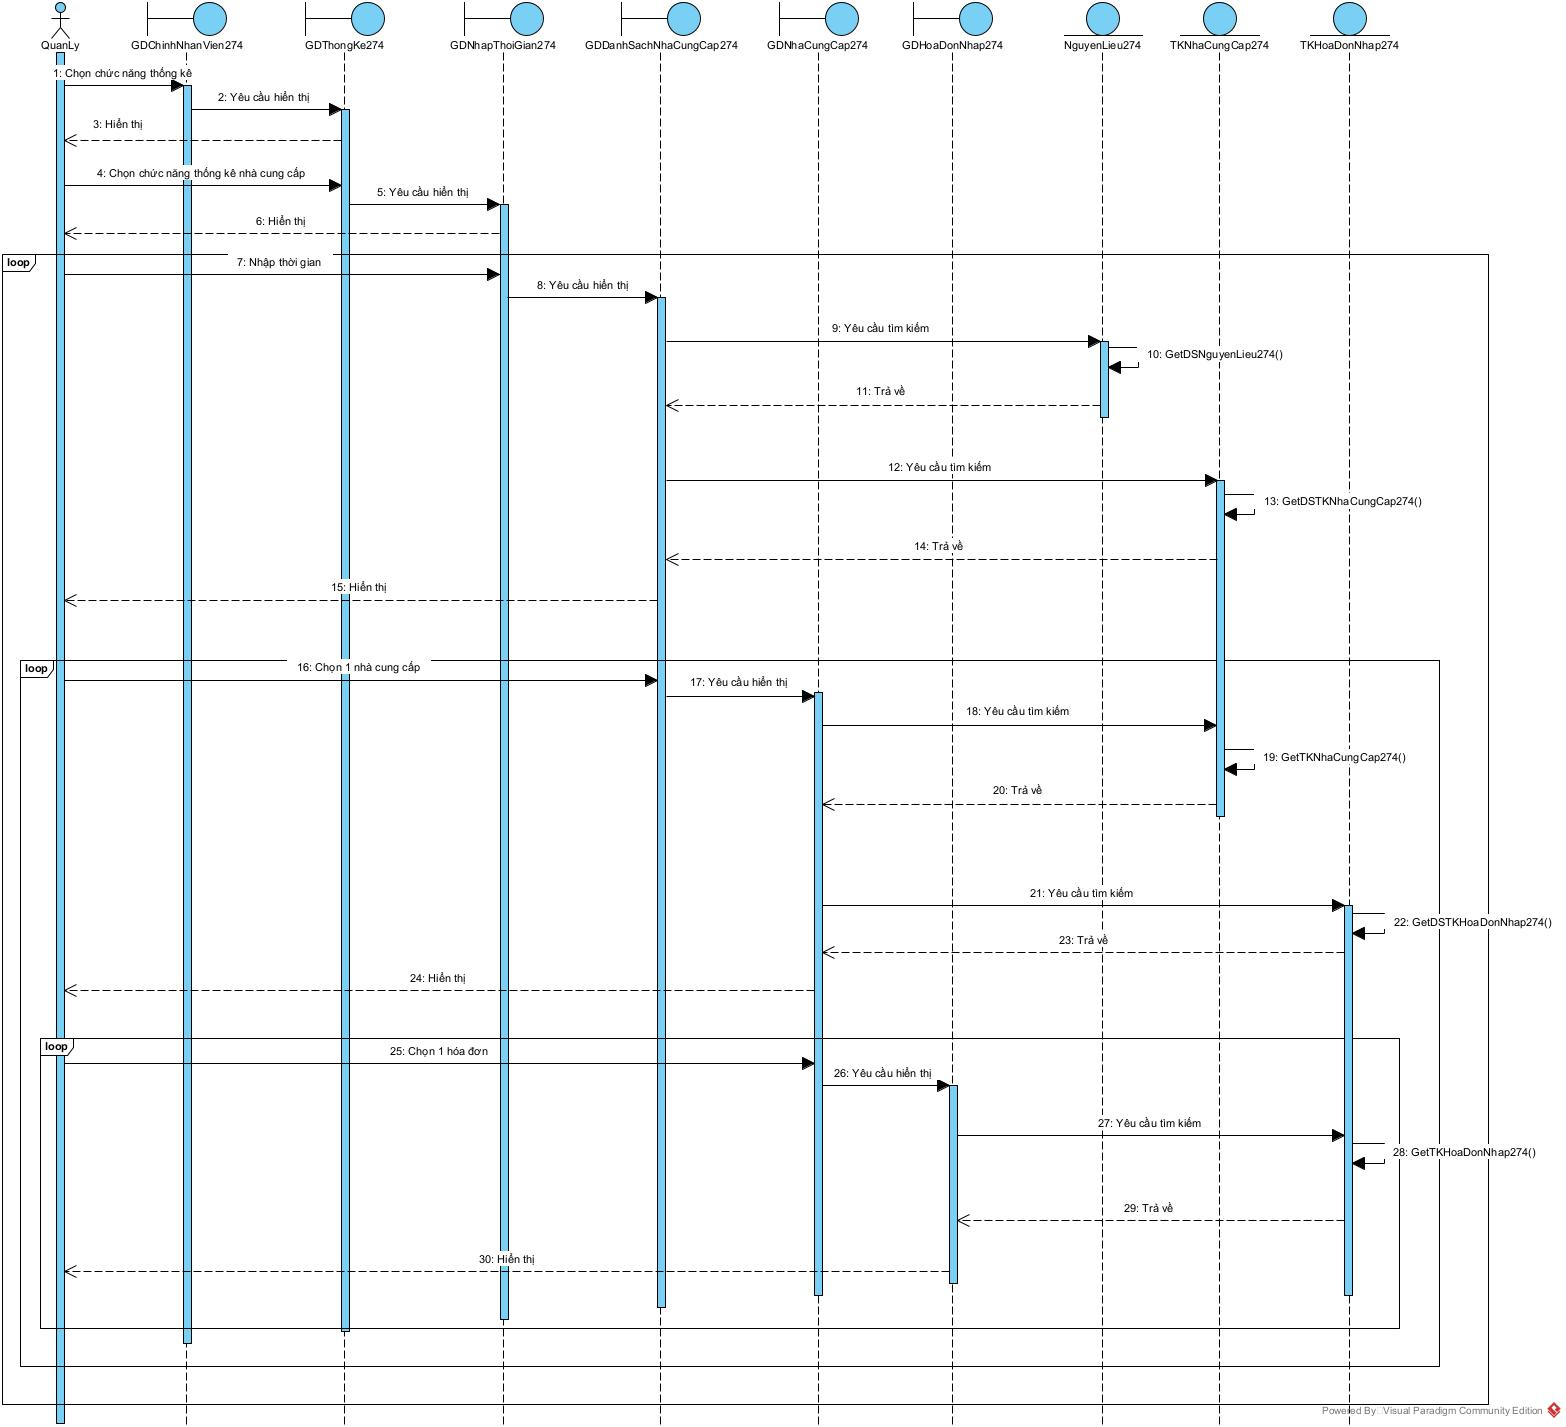 QuanLy
GDChinhNhanVien274
GDThongKe274
GDNhapThoiGian274
GDDanhSachNhaCungCap274
GDNhaCungCap274
GDHoaDonNhap274
NguyenLieu274
TKNhaCungCap274
TKHoaDonNhap274
1: Chọn chức năng thống kê
2: Yêu cầu hiển thị
3: Hiển thị
4: Chọn chức năng thống kê nhà cung cấp
5: Yêu cầu hiển thị
6: Hiển thị
loop
7: Nhập thời gian
8: Yêu cầu hiển thị
9: Yêu cầu tìm kiếm
10: GetDSNguyenLieu274()
11: Trả về
12: Yêu cầu tìm kiếm
13: GetDSTKNhaCungCap274()
14: Trả về
15: Hiển thị
loop
16: Chọn 1 nhà cung cấp
17: Yêu cầu hiển thị
18: Yêu cầu tìm kiếm
19: GetTKNhaCungCap274()
20: Trả về
21: Yêu cầu tìm kiếm
22: GetDSTKHoaDonNhap274()
23: Trả về
24: Hiển thị
loop
25: Chọn 1 hóa đơn
26: Yêu cầu hiển thị
27: Yêu cầu tìm kiếm
28: GetTKHoaDonNhap274()
29: Trả về
30: Hiển thị
Powered By Visual Paradigm Community Edition